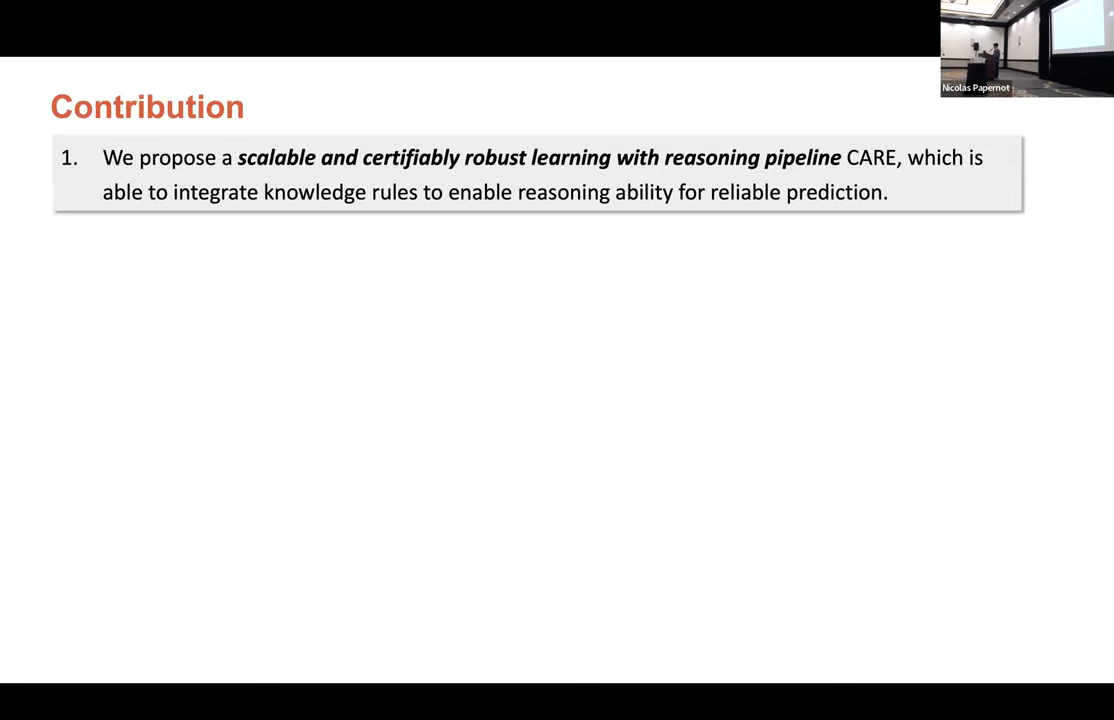 Nicolas Papernot
Contribution
1. We propose a scalable and certifiably robust learning with reasoning pipeline CARE, which is
able to integrate knowledge rules to enable reasoning ability for reliable prediction.